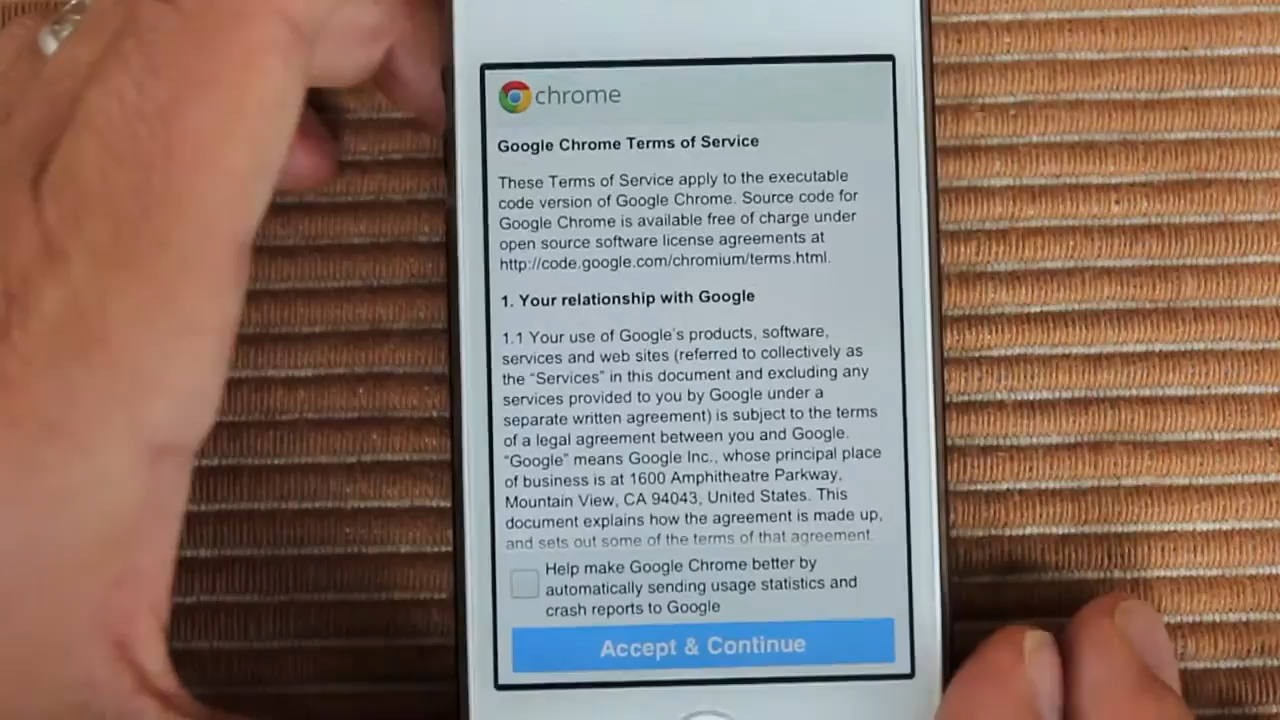 chrome
Google Chrome Terms of Service
These Terms of Service apply to the executable
code version of Google Chrome. Source code for
Google Chrome is available free of charge under
open source software license agreements at
http://code.google.com/chromium/terms.html.
1. Your relationship with Google
1.1 Your use of Google's products, software,
services and web sites (referred to collectively as
the “Services” in this document and excluding any
services provided to you by Google under a
separate written agreement) is subject to the terms
of a legal agreement between you and Google.
“Google” means Google Inc., whose principal place
of business is at 1600 Amphitheatre Parkway,
Mountain View, CA 94043, United States. This
document explains how the agreement is made up,
and sets out some of the terms of that agreement.
Help make Google Chrome better by
automatically sending usage statistics and
crash reports to Google
Accept & Continue